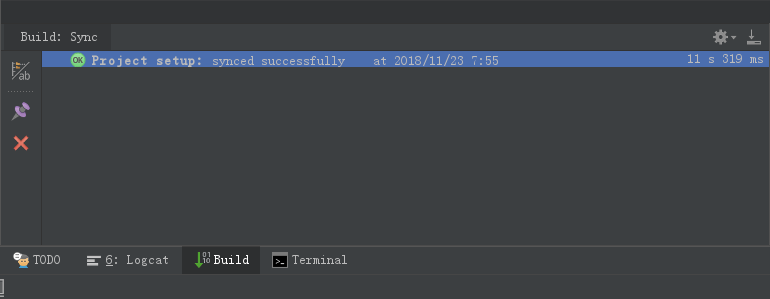 Build: Sync
OK Project setup: synced successfully at 2018/11/23 7:55 11 s 319 ms
/ab
TODO 6: Logcat Build Terminal